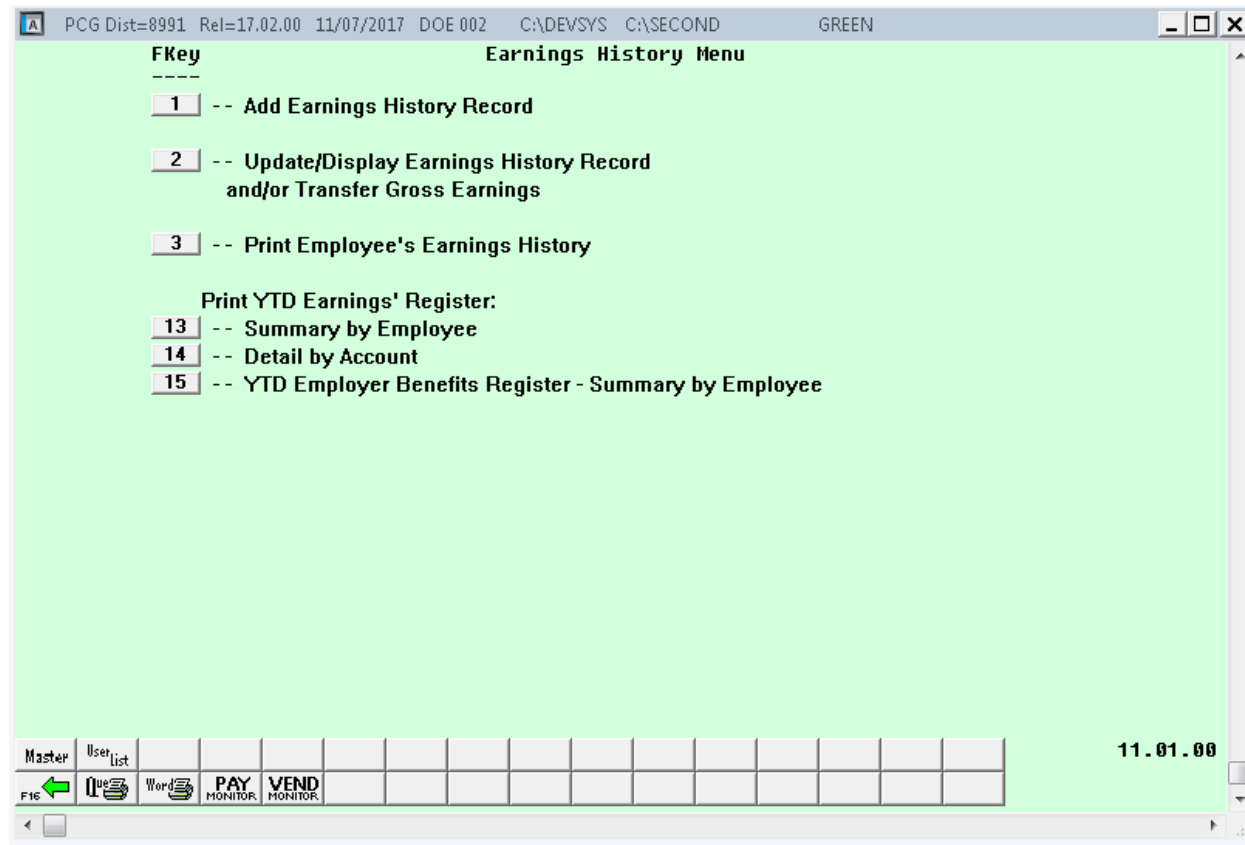 PCG Dist=8991 Rel=17.02.00 11/07/2017 DOE 002 C:\DEVSYS C:\SECOND GREEN
FKey Earnings History Menu
----
1 -- Add Earnings History Record
2 -- Update/Display Earnings History Record
and/or Transfer Gross Earnings
3 -- Print Employee's Earnings History
Print YTD Earnings' Register:
13 -- Summary by Employee
14 -- Detail by Account
15 -- YTD Employer Benefits Register - Summary by Employee
Master User List 11.01.00
F16 Que Word PAY MONITOR VEND MONITOR